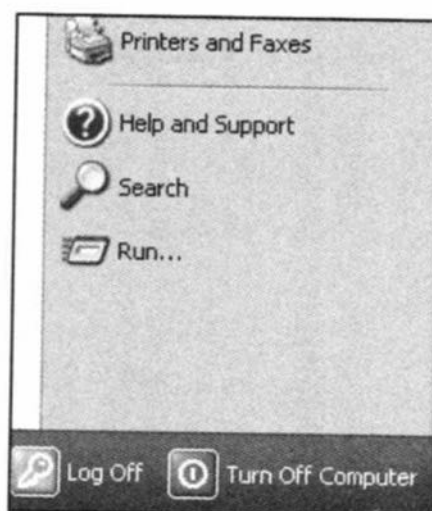 Printers and Faxes
Help and Support
Search
Run...
Log Off Turn Off Computer